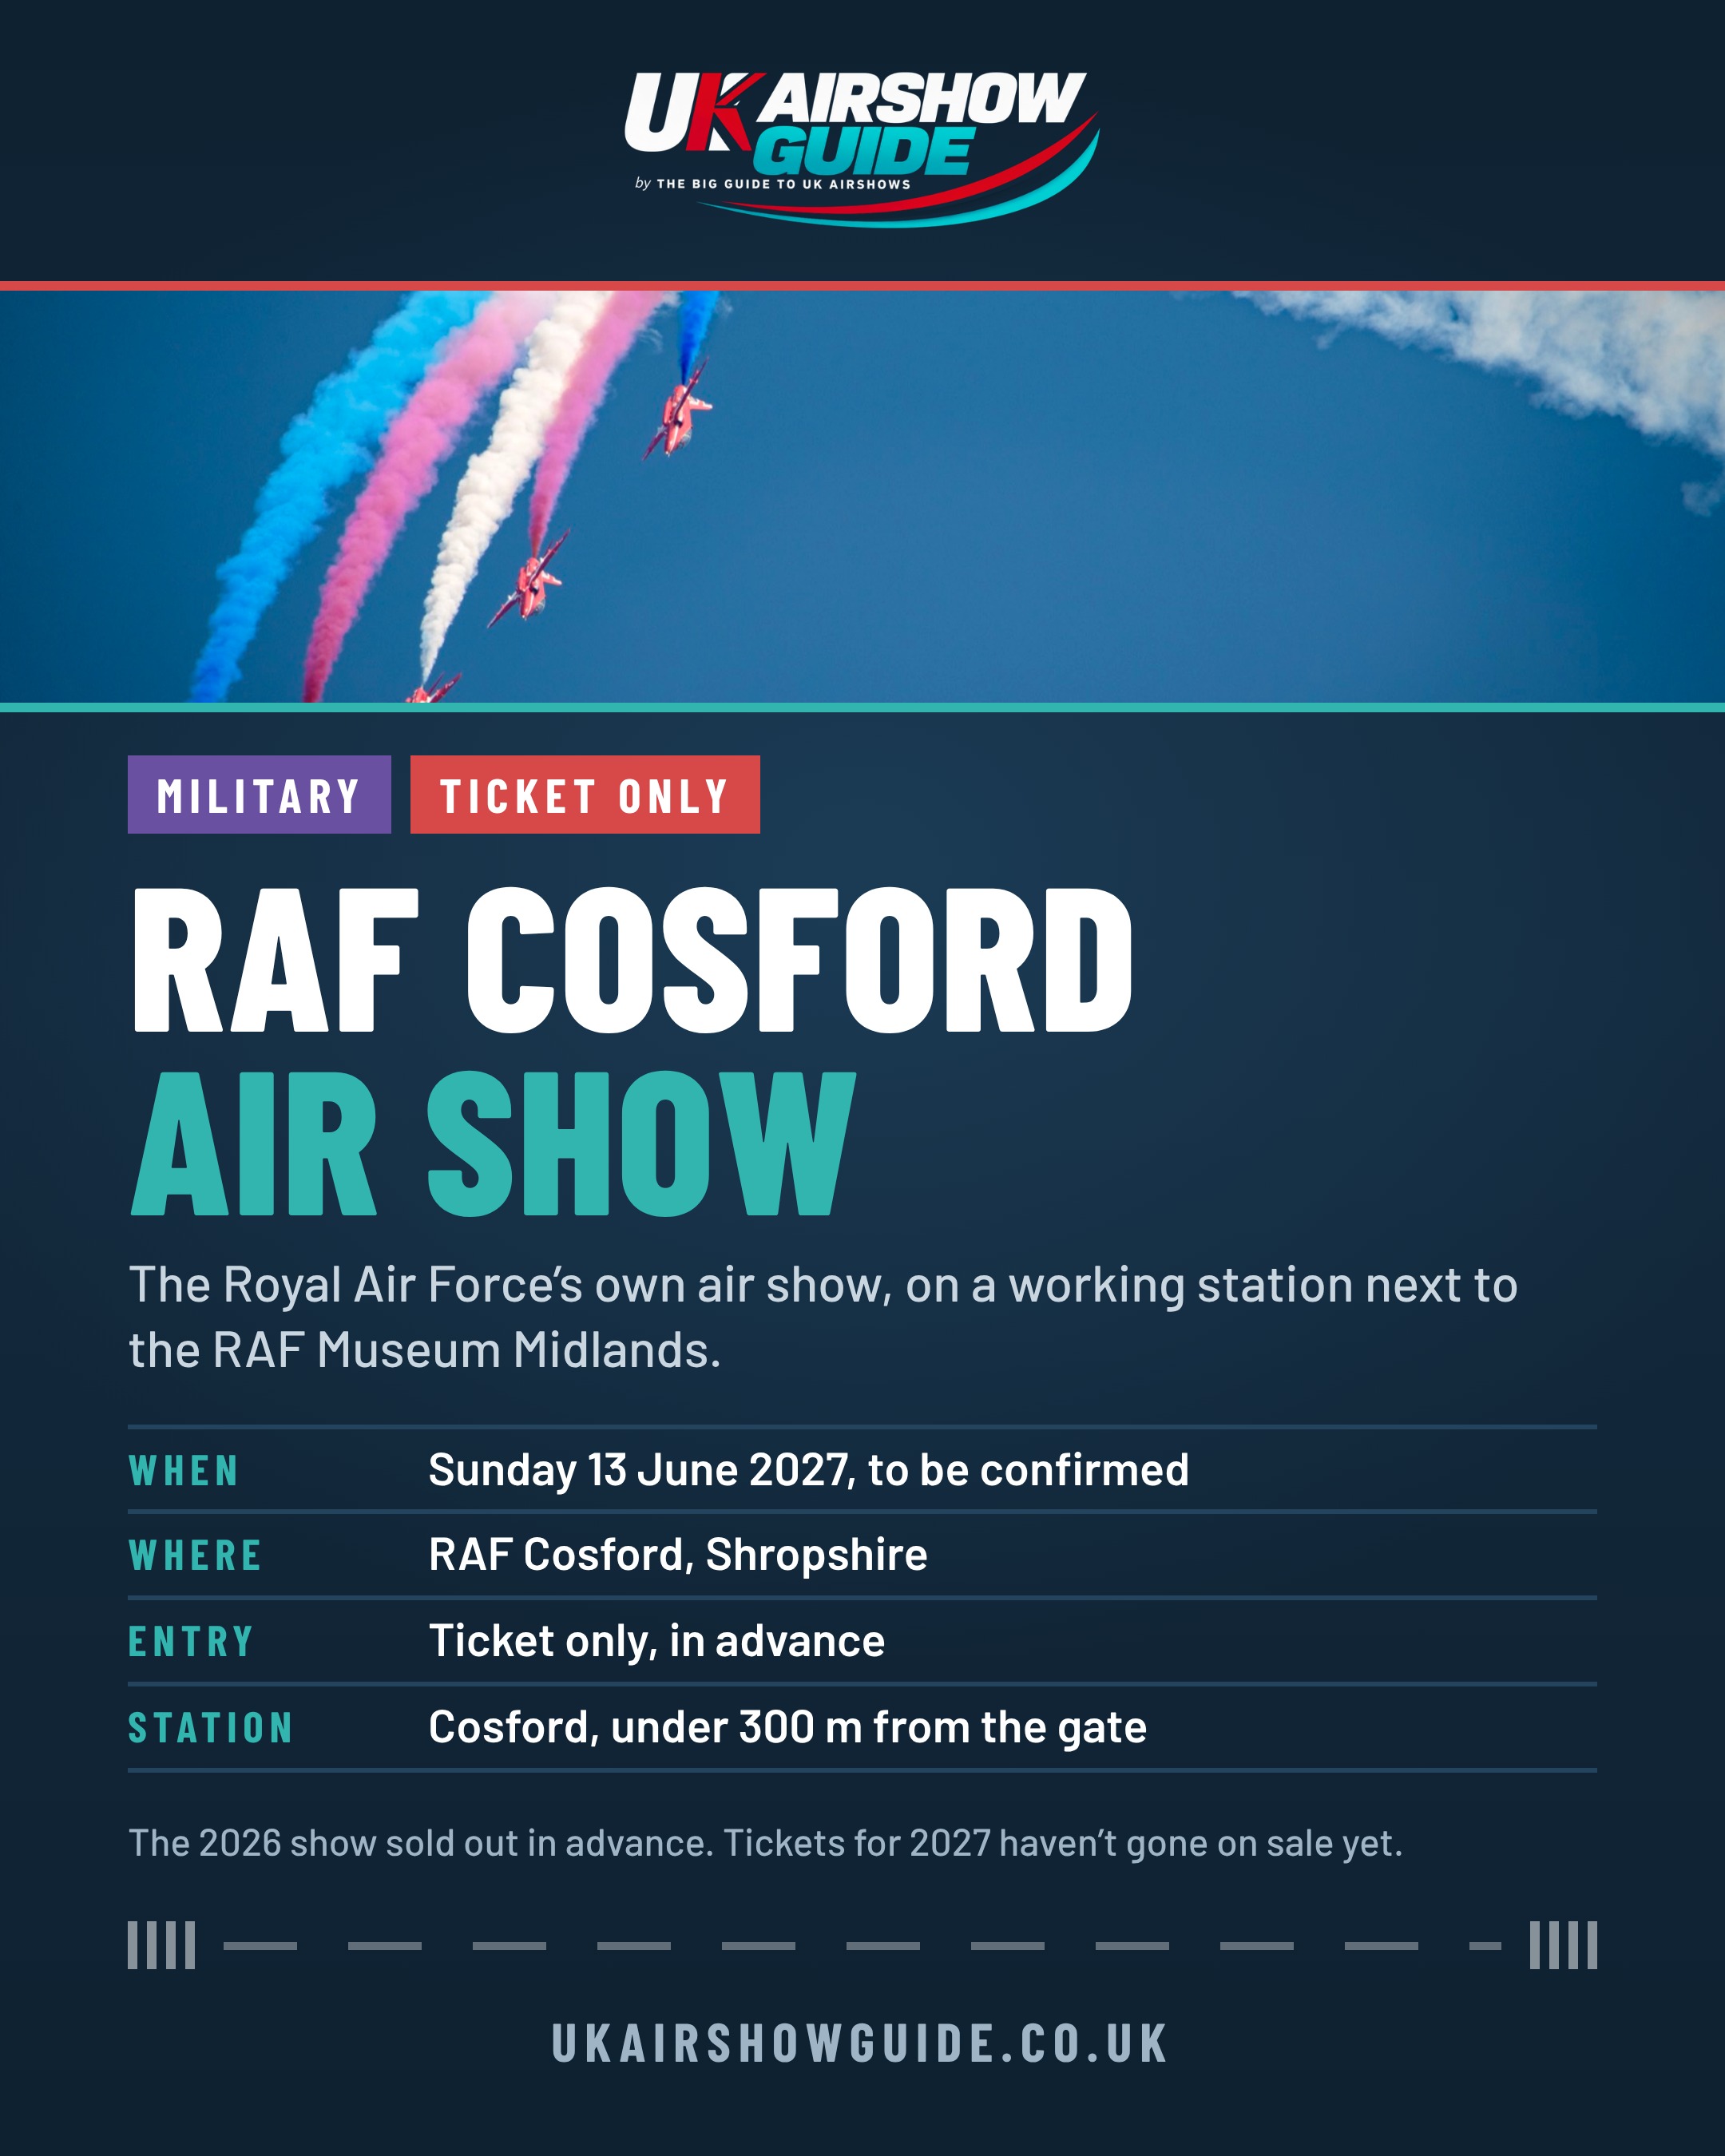 UK AIRSHOW
GUIDE
by THE BIG GUIDE TO UK AIRSHOWS
MILITARY
TICKET ONLY
RAF COSFORD
AIR SHOW
The Royal Air Force’s own air show, on a working station next to
the RAF Museum Midlands.
WHEN Sunday 13 June 2027, to be confirmed
WHERE RAF Cosford, Shropshire
ENTRY Ticket only, in advance
STATION Cosford, under 300 m from the gate
The 2026 show sold out in advance. Tickets for 2027 haven’t gone on sale yet.
UKAIRSHOWGUIDE.CO.UK